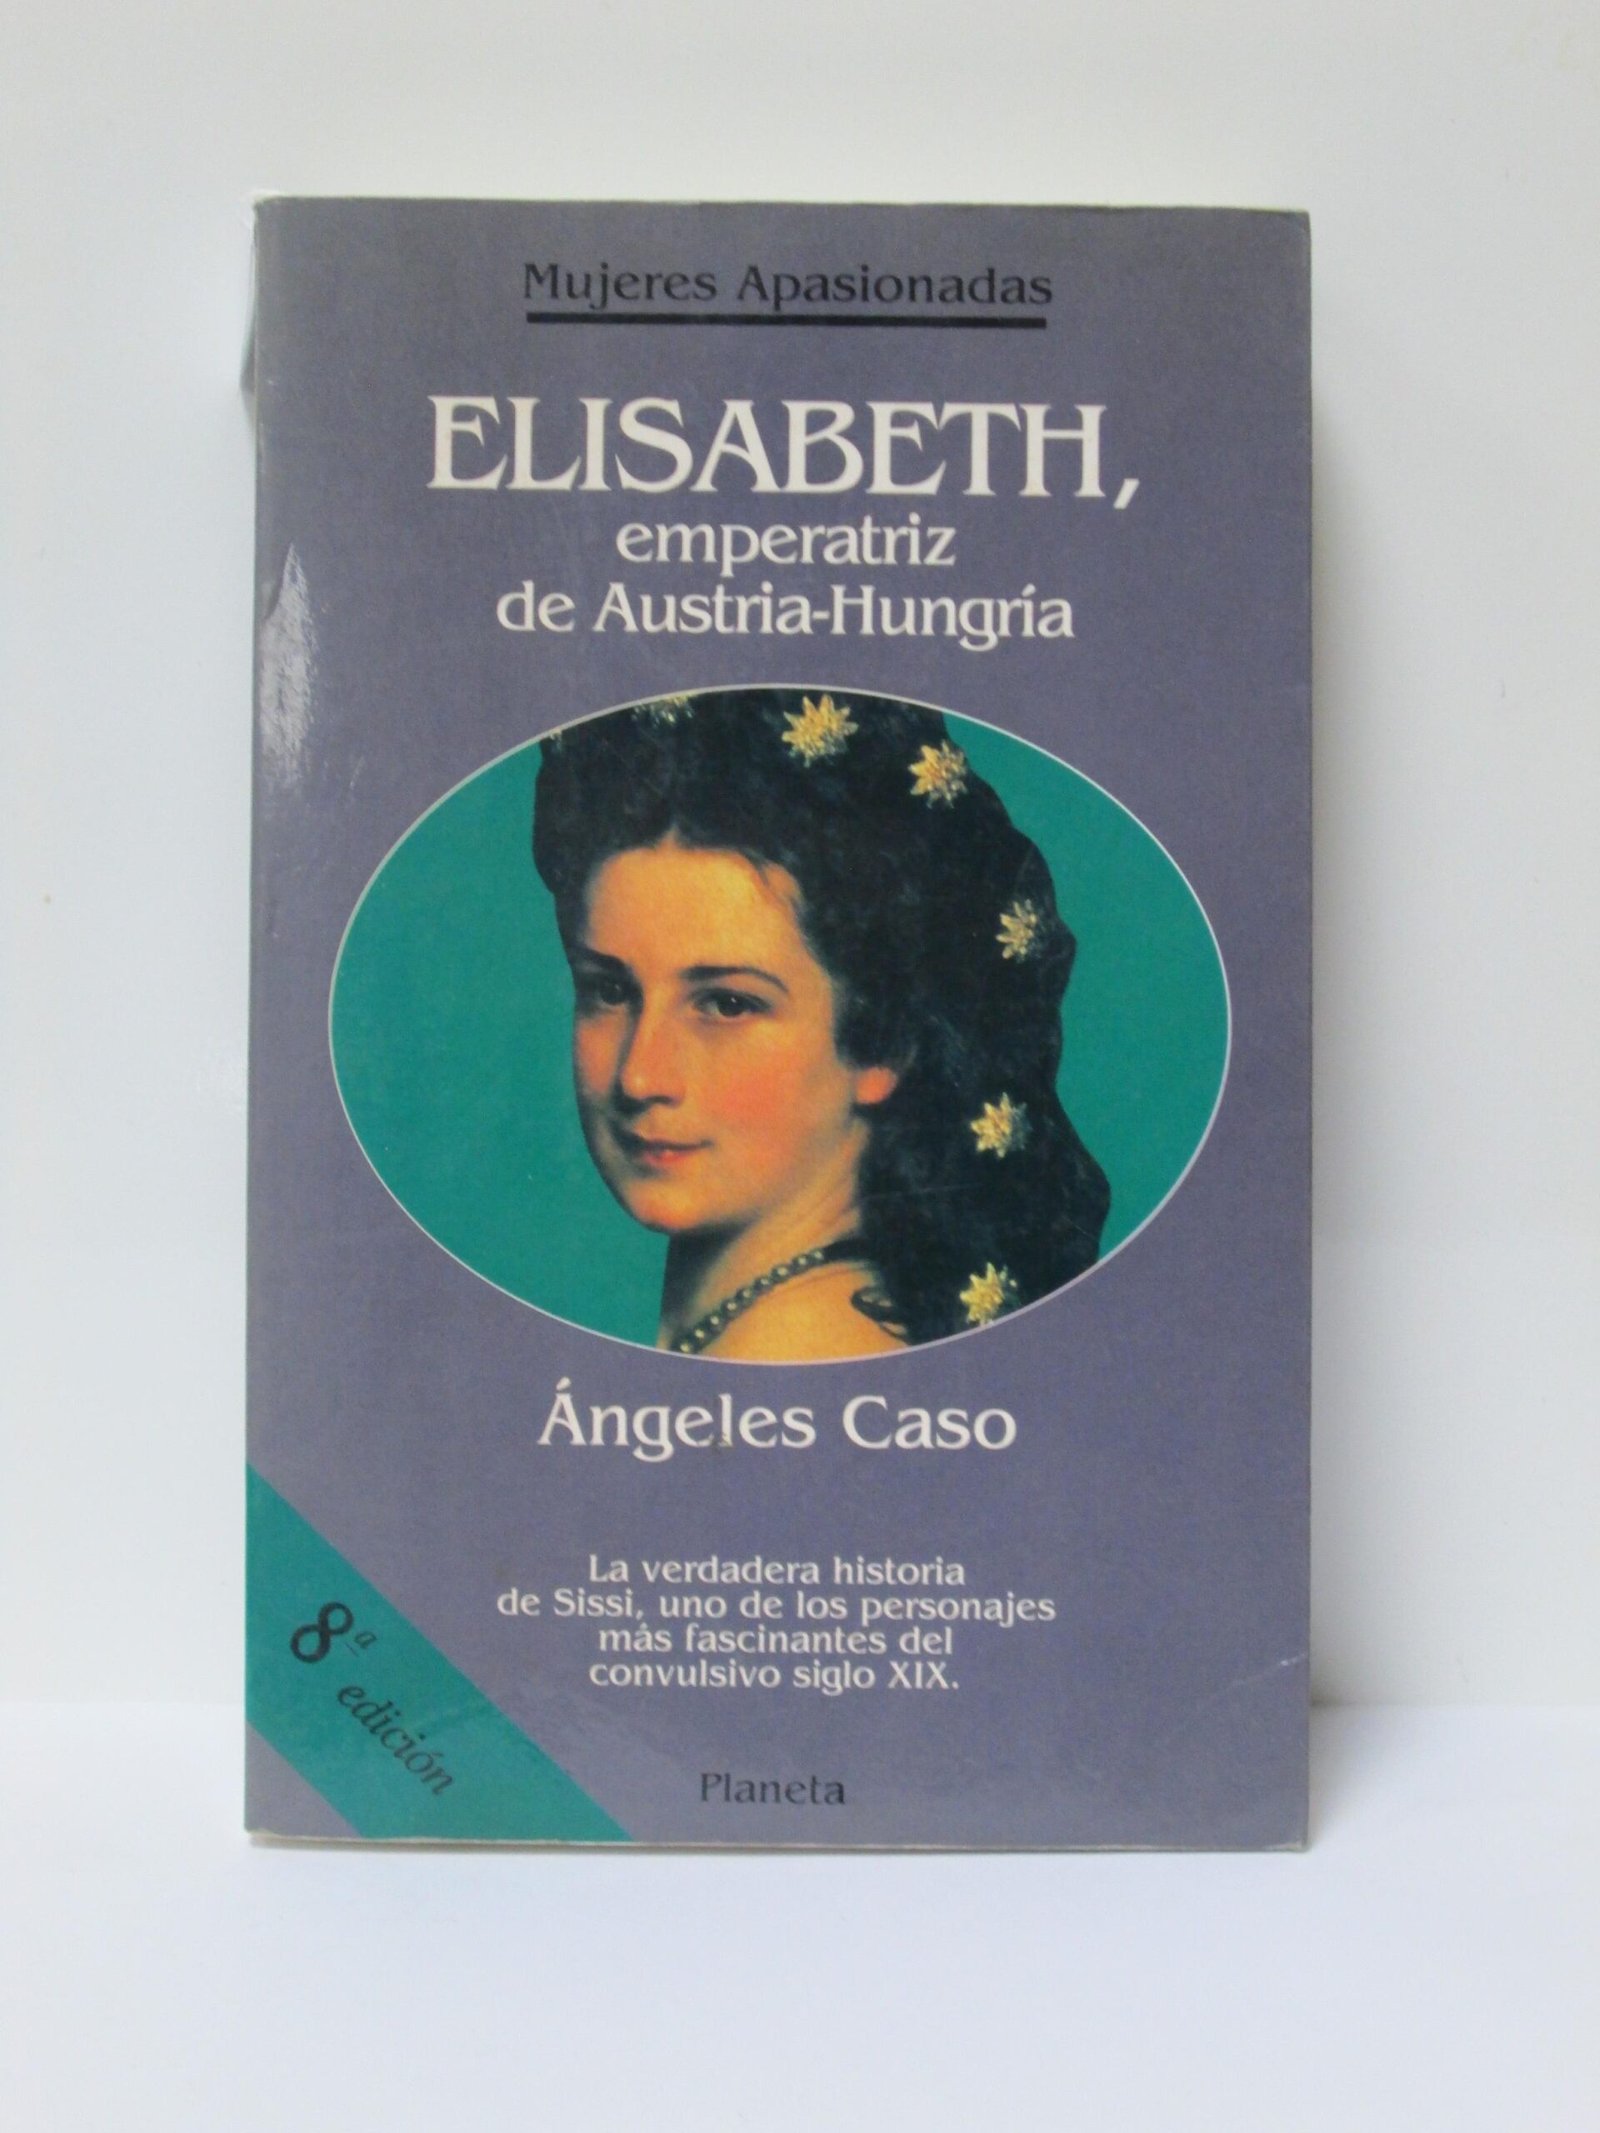 Mujeres Apasionadas
ELISABETH,
emperatriz
de Austria-Hungría
Ángeles Caso
La verdadera historia
de Sissi, uno de los personajes
más fascinantes del
convulsivo siglo XIX.
8ª
edición
Planeta